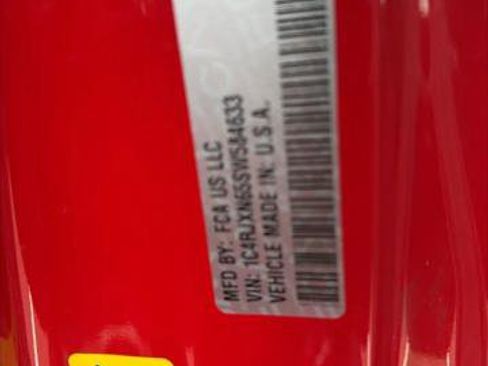 MFD BY: FCA US LLC
VIN: 1C4RJXN65SW584633
VEHICLE MADE IN: U.S.A.